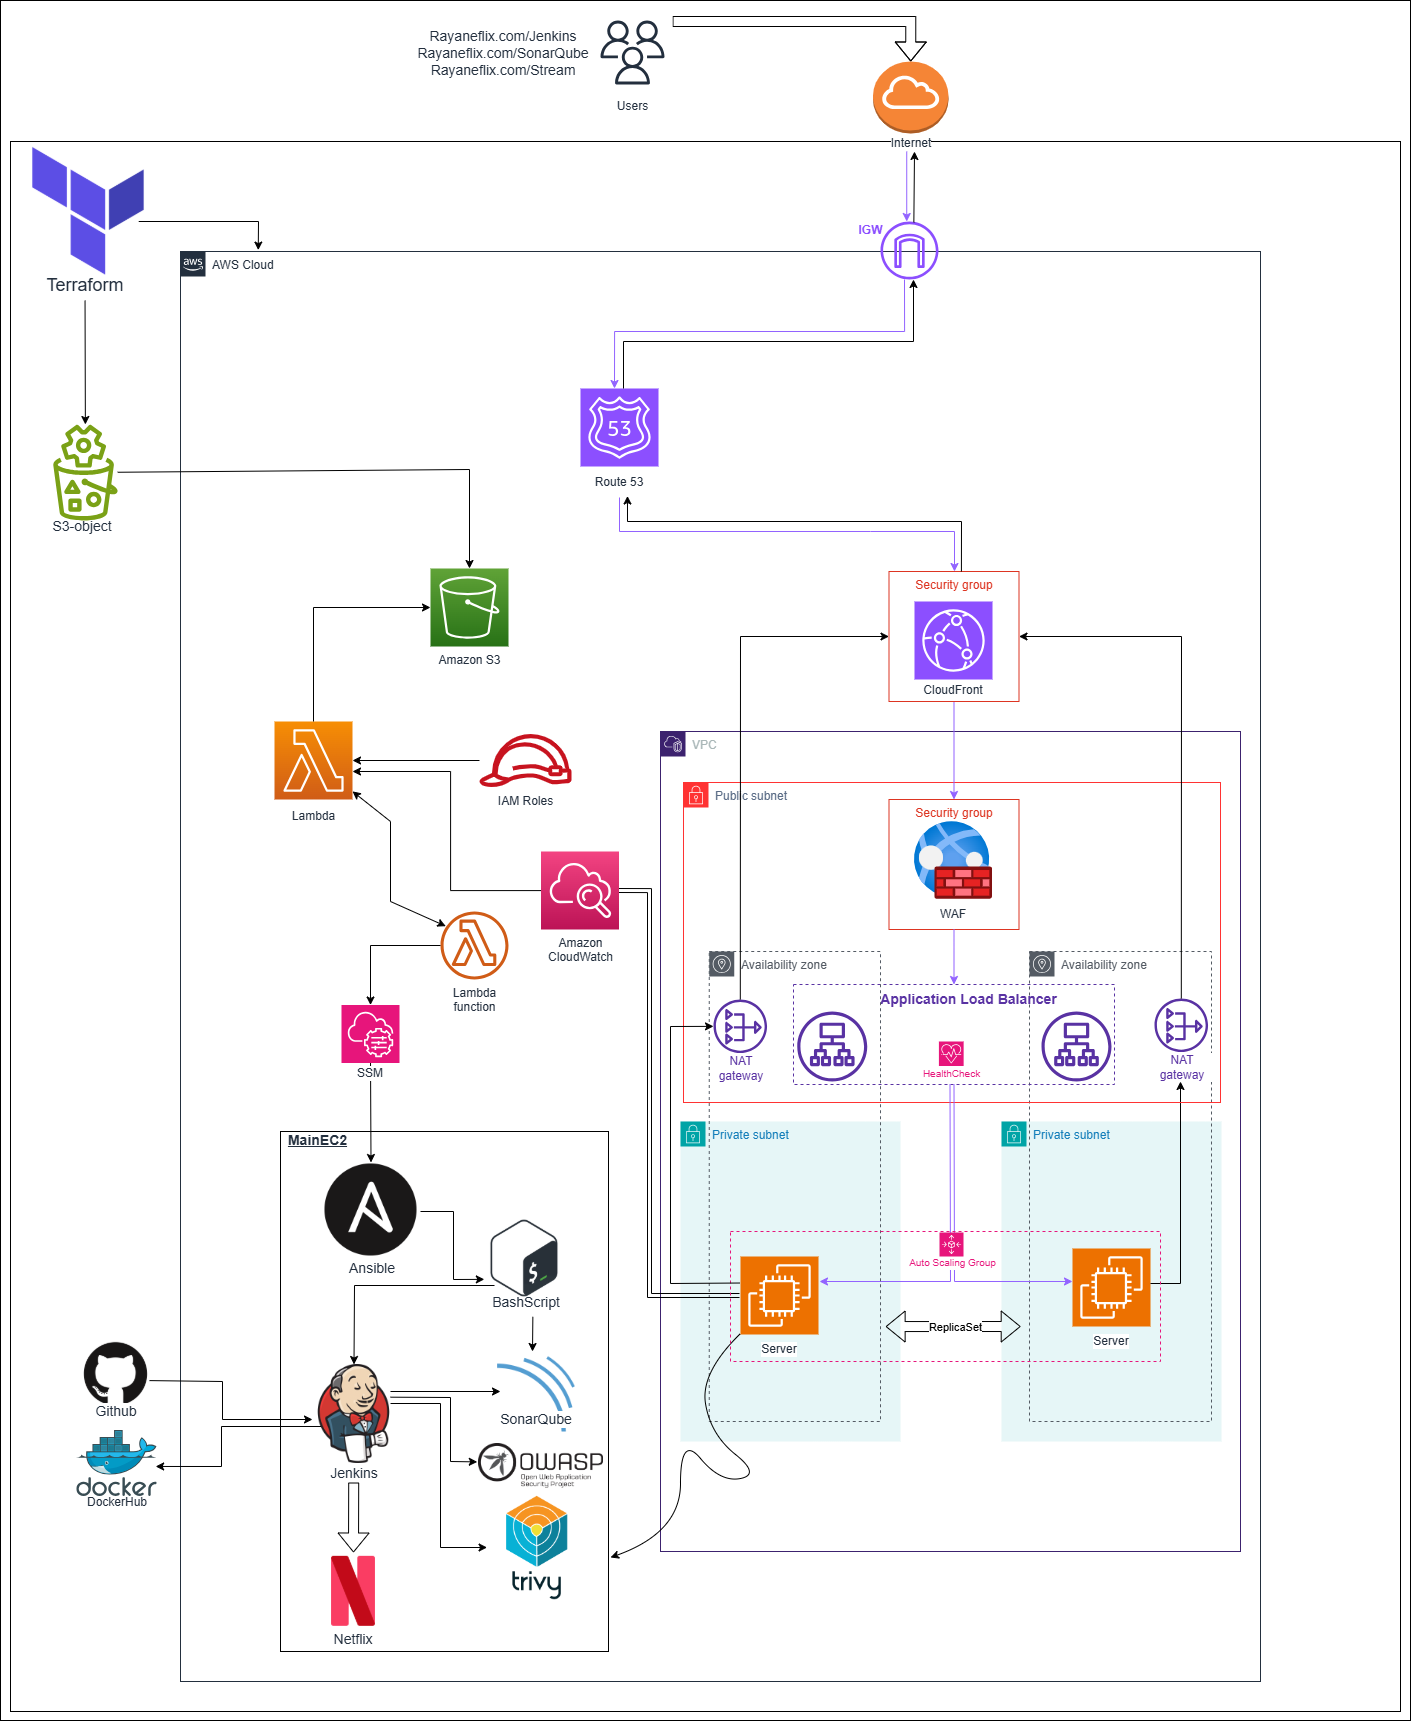 Rayaneflix.com/Jenkins
Rayaneflix.com/SonarQube
Rayaneflix.com/Stream
Users
Internet
Terraform
IGW
aws
AWS Cloud
53
Route 53
S3-object
Security group
CloudFront
Amazon S3
VPC
Public subnet
Lambda
IAM Roles
Security group
WAF
Amazon
CloudWatch
Availability zone
Availability zone
Lambda
function
Application Load Balancer
NAT
gateway
HealthCheck
NAT
gateway
SSM
MainEC2
Private subnet
Private subnet
Ansible
BashScript
Auto Scaling Group
Server
ReplicaSet
Server
Github
SonarQube
Jenkins
OWASP
Open Web Application
Security Project
docker
DockerHub
trivy
Netflix